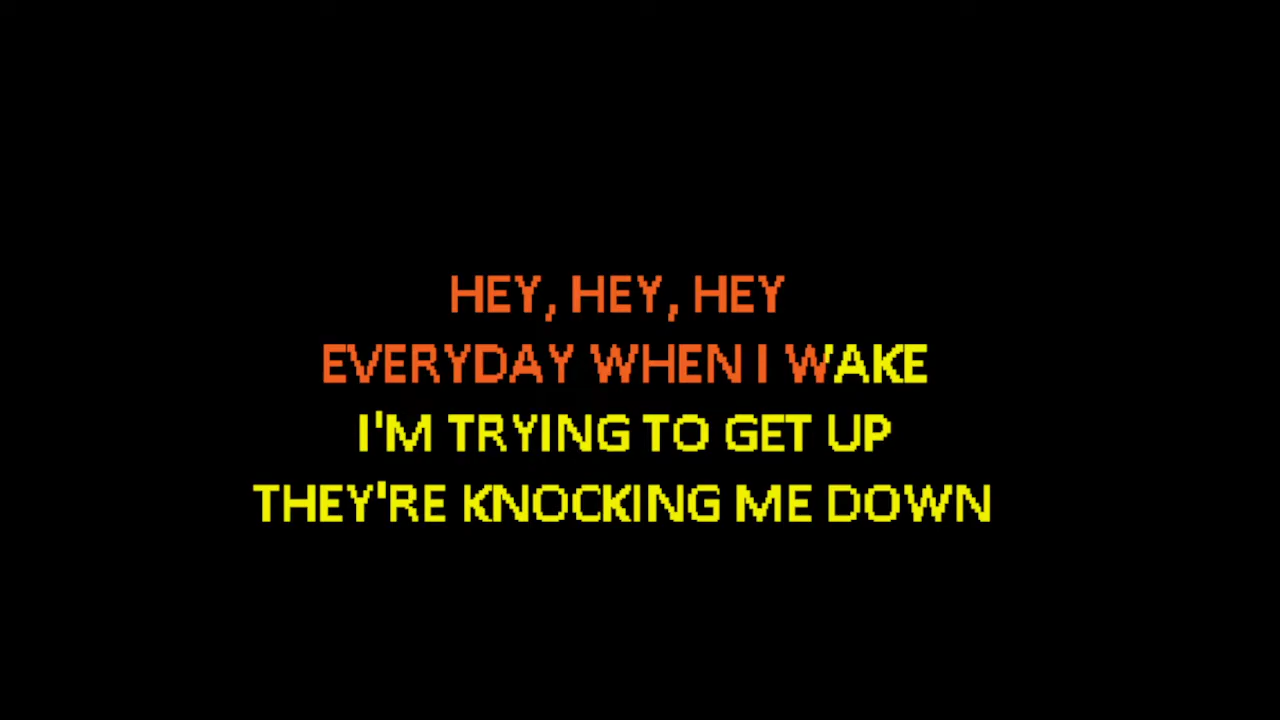 HEY, HEY, HEY
EVERYDAY WHEN I WAKE
I'M TRYING TO GET UP
THEY'RE KNOCKING ME DOWN